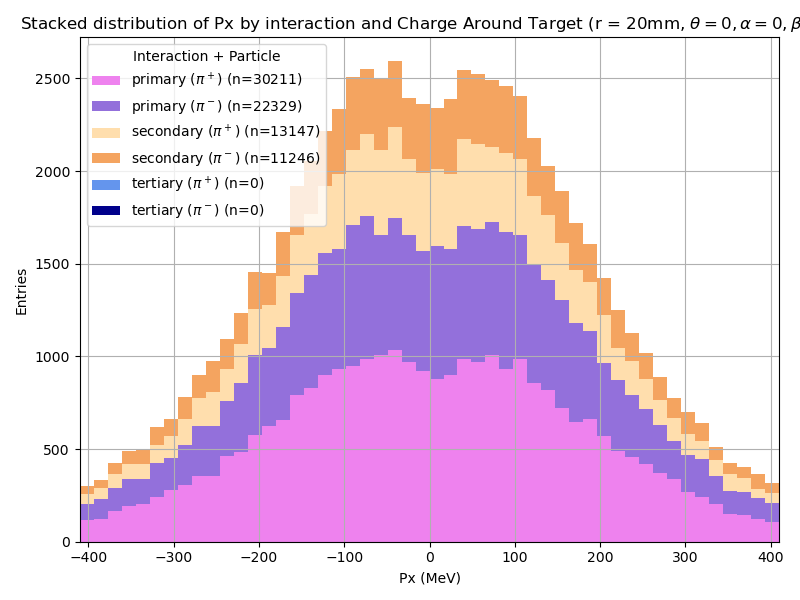 Stacked distribution of Px by interaction and Charge Around Target (r = 20mm, θ = 0, α = 0, β
Interaction + Particle
primary (π⁺) (n=30211)
primary (π⁻) (n=22329)
secondary (π⁺) (n=13147)
secondary (π⁻) (n=11246)
tertiary (π⁺) (n=0)
tertiary (π⁻) (n=0)
Entries
2500
2000
1500
1000
500
0
−400 −300 −200 −100 0 100 200 300 400
Px (MeV)